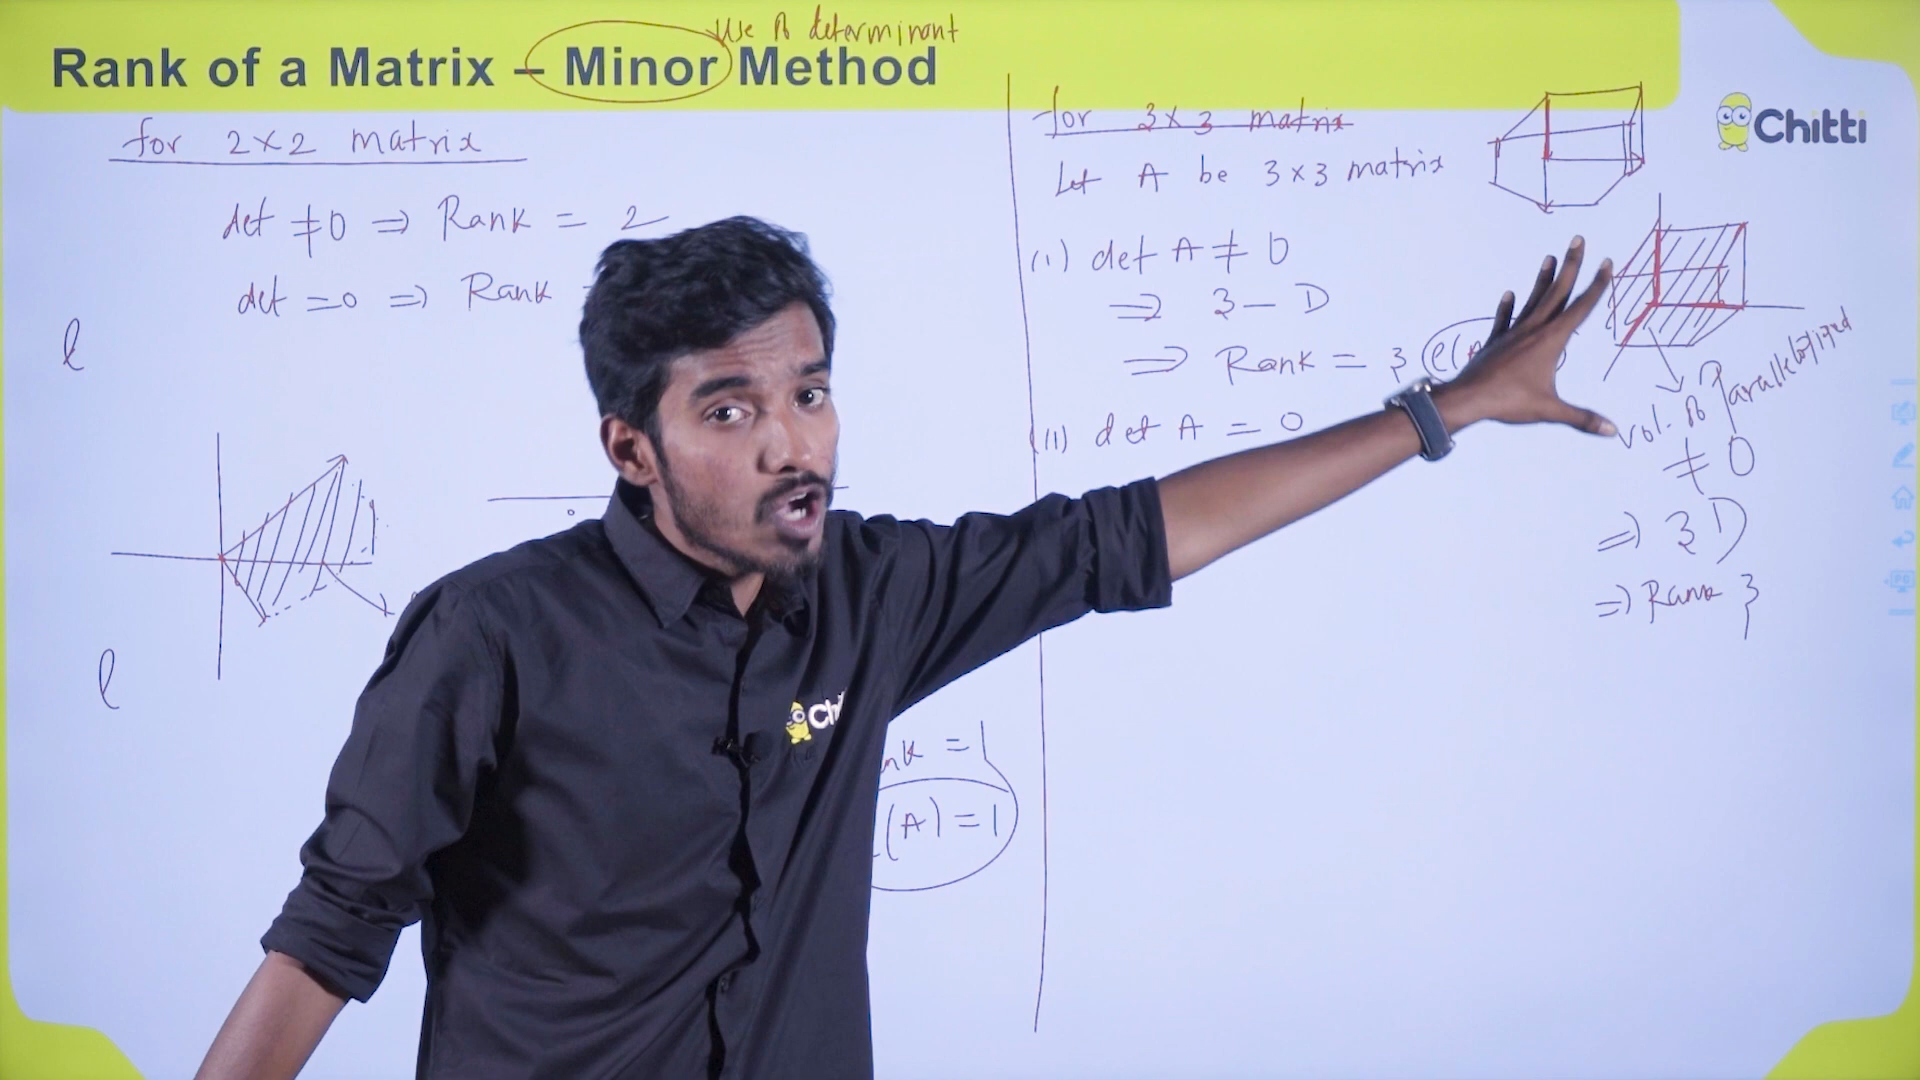 Use of determinant
Rank of a Matrix – Minor Method
Chitti
for 2×2 matrix
det ≠0 ⇒ Rank = 2
det =0 ⇒ Rank
Rank = 1
(A) = 1
for 3×3 matrix
Let A be 3×3 matrix
(i) det A ≠ 0
⇒ 3-D
⇒ Rank = 3
(ii) det A = 0
vol. of Parallelopiped
≠ 0
⇒ 3D
⇒ Rank 3